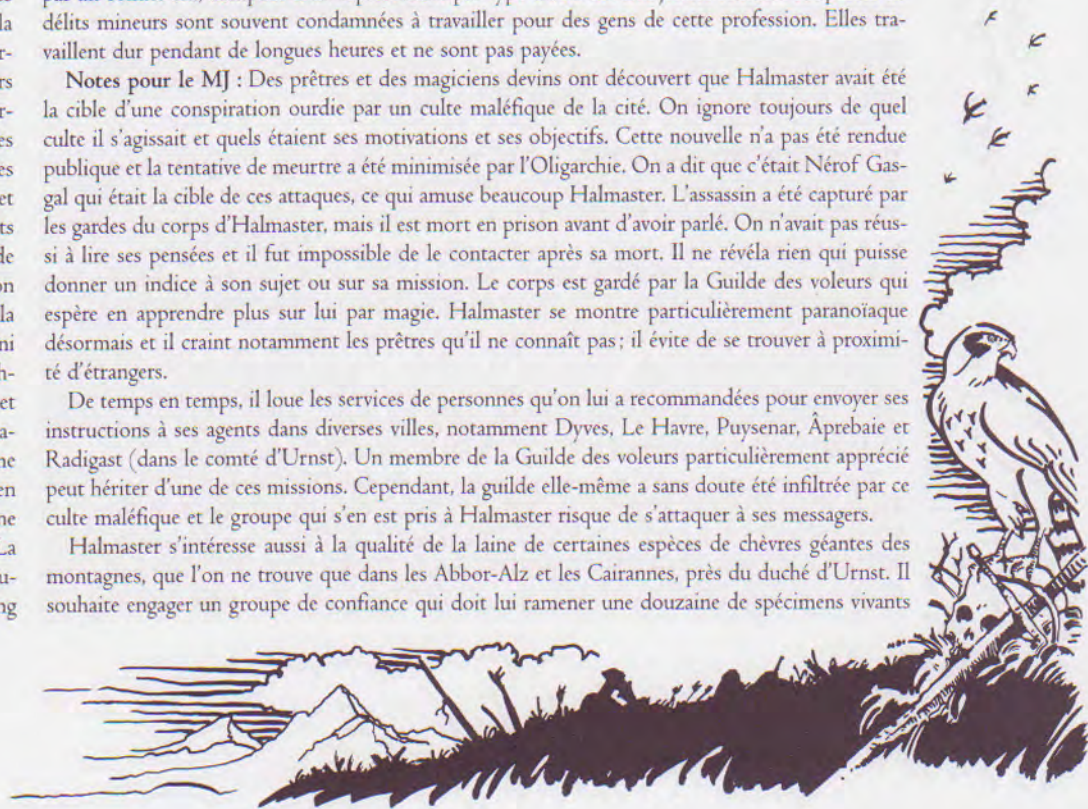 la
r-
rs
r-
es
es
et
ts
de
on
la
ni
h-
et
a-
ne
en
ne
La
u-
ng
délits mineurs sont souvent condamnées à travailler pour des gens de cette profession. Elles tra-
vaillent dur pendant de longues heures et ne sont pas payées.
Notes pour le MJ : Des prêtres et des magiciens devins ont découvert que Halmaster avait été
la cible d'une conspiration ourdie par un culte maléfique de la cité. On ignore toujours de quel
culte il s'agissait et quels étaient ses motivations et ses objectifs. Cette nouvelle n'a pas été rendue
publique et la tentative de meurtre a été minimisée par l'Oligarchie. On a dit que c'était Nérof Gas-
gal qui était la cible de ces attaques, ce qui amuse beaucoup Halmaster. L'assassin a été capturé par
les gardes du corps d'Halmaster, mais il est mort en prison avant d'avoir parlé. On n'avait pas réus-
si à lire ses pensées et il fut impossible de le contacter après sa mort. Il ne révéla rien qui puisse
donner un indice à son sujet ou sur sa mission. Le corps est gardé par la Guilde des voleurs qui
espère en apprendre plus sur lui par magie. Halmaster se montre particulièrement paranoïaque
désormais et il craint notamment les prêtres qu'il ne connaît pas ; il évite de se trouver à proximi-
té d'étrangers.
De temps en temps, il loue les services de personnes qu'on lui a recommandées pour envoyer ses
instructions à ses agents dans diverses villes, notamment Dyves, Le Havre, Puysenar, Âprebaie et
Radigast (dans le comté d'Urnst). Un membre de la Guilde des voleurs particulièrement apprécié
peut hériter d'une de ces missions. Cependant, la guilde elle-même a sans doute été infiltrée par ce
culte maléfique et le groupe qui s'en est pris à Halmaster risque de s'attaquer à ses messagers.
Halmaster s'intéresse aussi à la qualité de la laine de certaines espèces de chèvres géantes des
montagnes, que l'on ne trouve que dans les Abbor-Alz et les Cairannes, près du duché d'Urnst. Il
souhaite engager un groupe de confiance qui doit lui ramener une douzaine de spécimens vivants